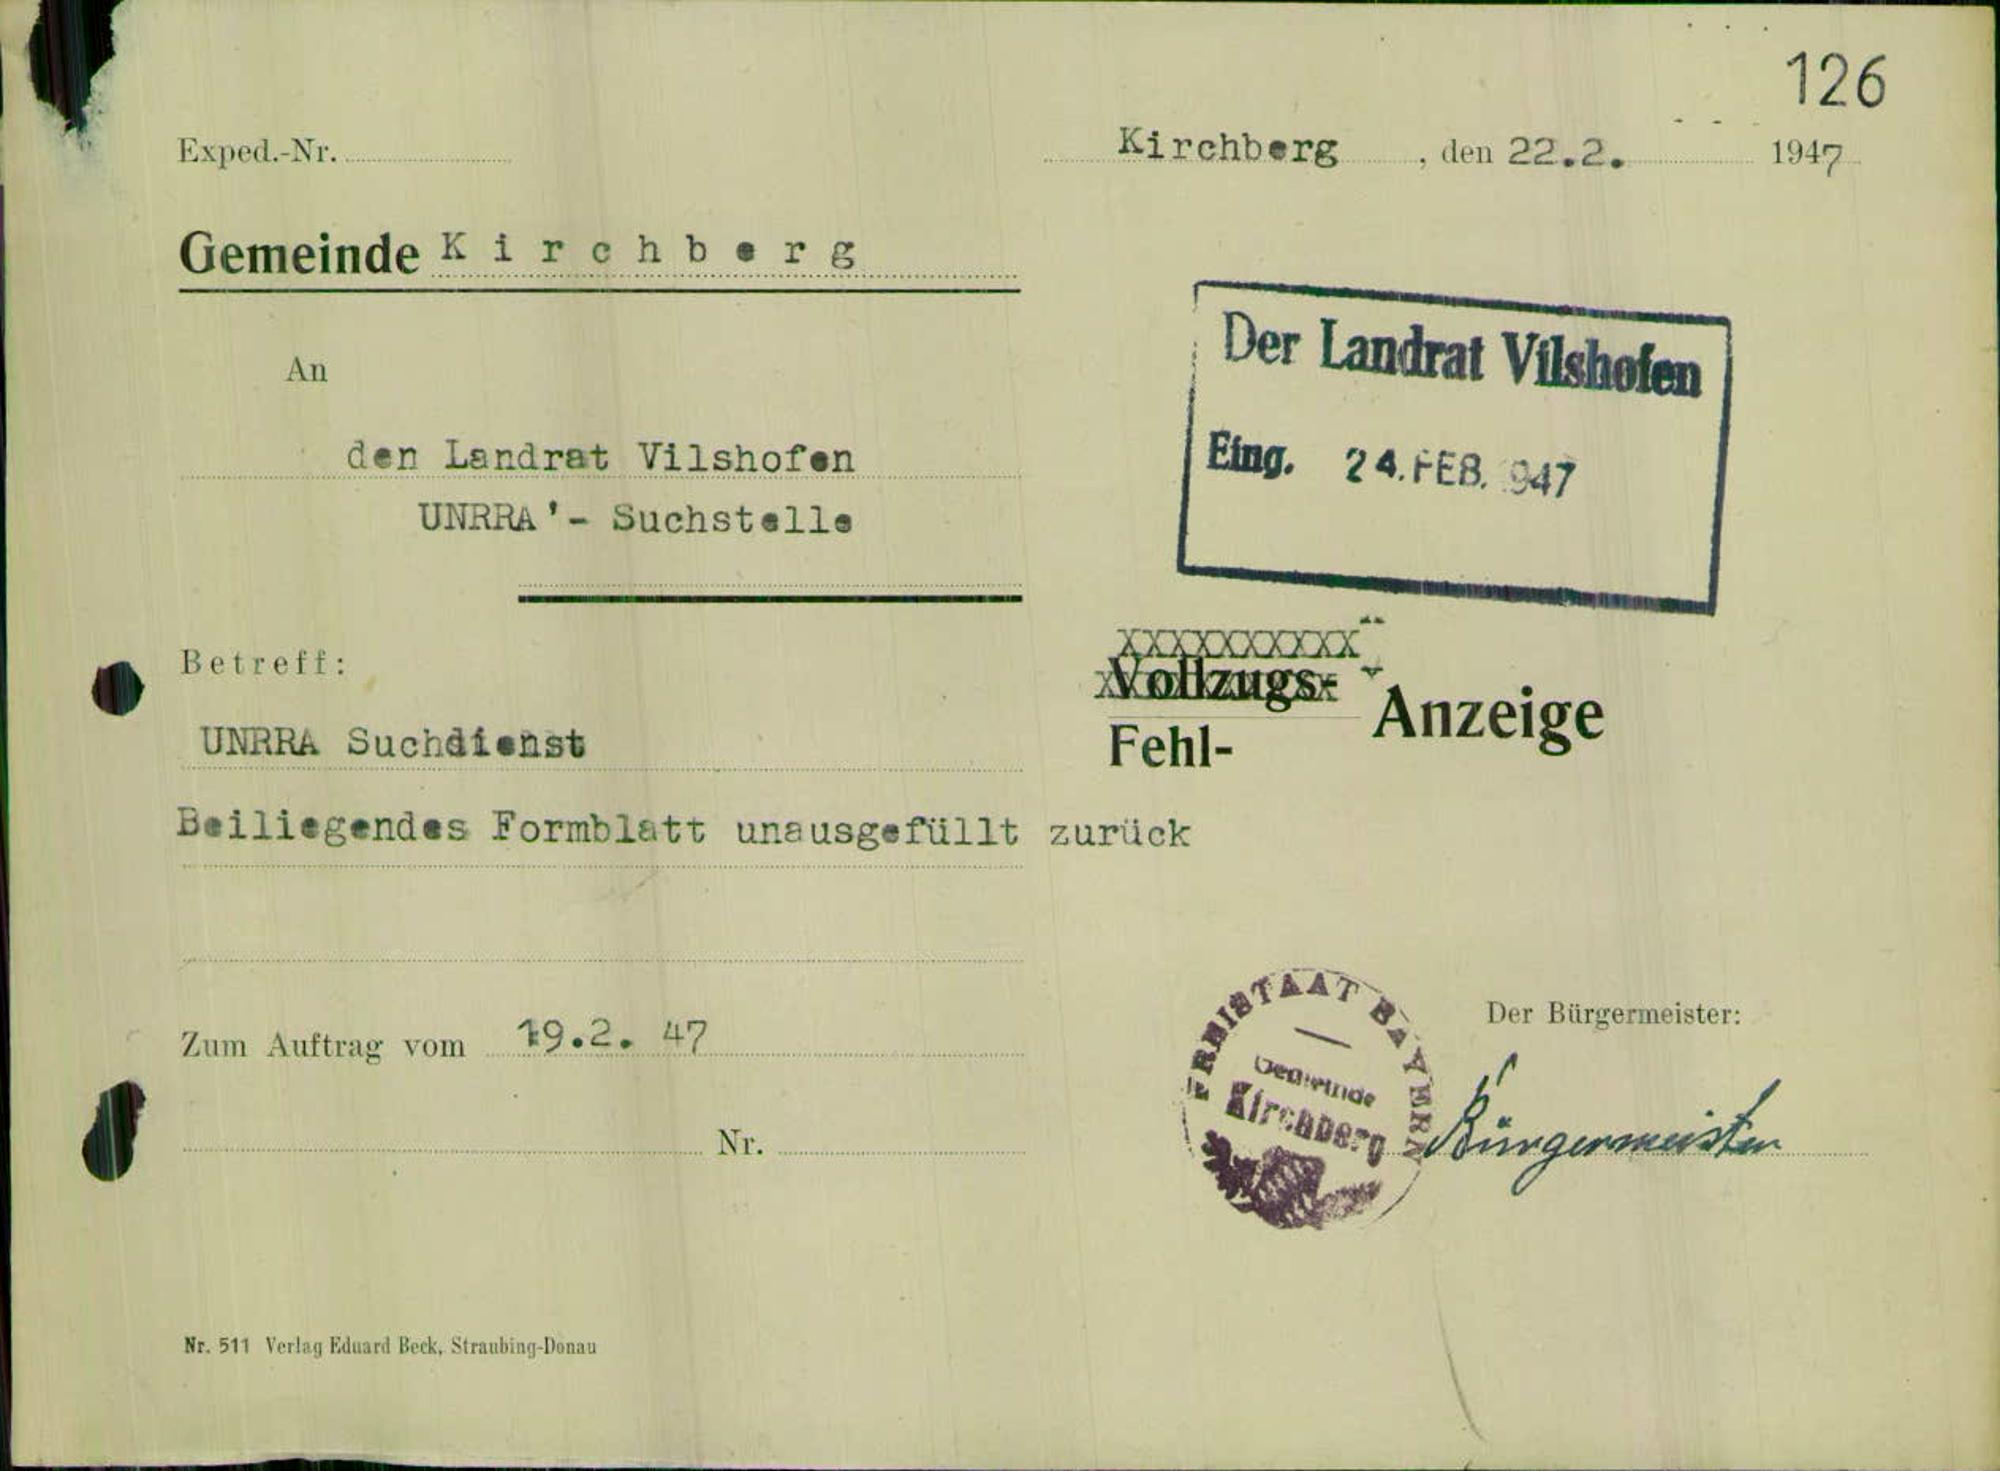 126
Exped.-Nr.
Kirchberg, den 22.2. 1947
Gemeinde Kirchberg
Der Landrat Vilshofen
Eing. 24. FEB. 947
An
den Landrat Vilshofen
UNRRA'- Suchstelle
XXXXXXXXXX
Vollzugs-
Fehl-
Anzeige
Betreff:
UNRRA Suchdienst
Beiliegendes Formblatt unausgefüllt zurück
Zum Auftrag vom 19.2. 47
Nr.
FREISTAAT BAYERN
Gemeinde
Kirchberg
Der Bürgermeister:
Bürgermeister
Nr. 511 Verlag Eduard Beck, Straubing-Donau